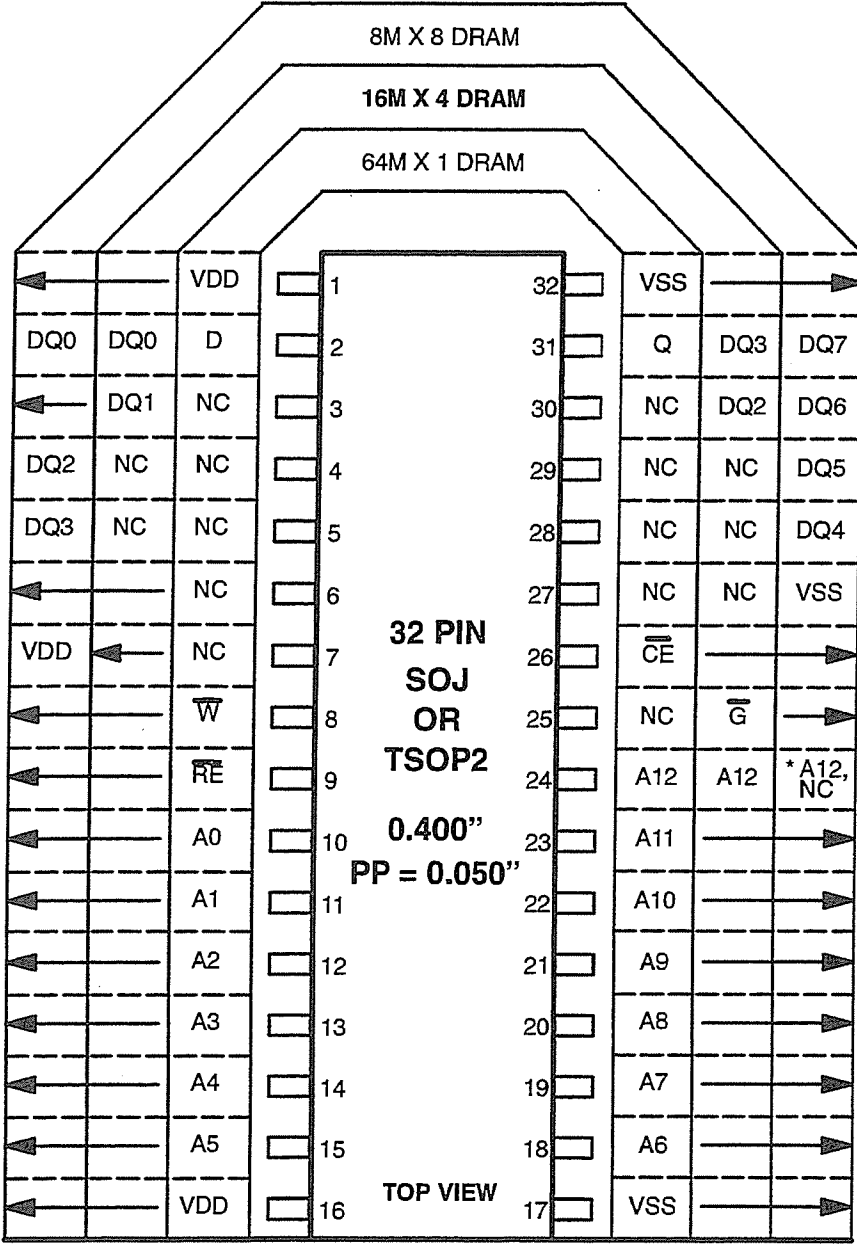 8M X 8 DRAM
16M X 4 DRAM
64M X 1 DRAM
VDD 1 32 VSS
DQ0 DQ0 D 2 31 Q DQ3 DQ7
DQ1 NC 3 30 NC DQ2 DQ6
DQ2 NC NC 4 29 NC NC DQ5
DQ3 NC NC 5 28 NC NC DQ4
NC 6 27 NC NC VSS
VDD NC 7 26 C̅E̅
W̅ 8 25 NC G̅
R̅E̅ 9 24 A12 A12 *A12,
NC
A0 10 23 A11
A1 11 22 A10
A2 12 21 A9
A3 13 20 A8
A4 14 19 A7
A5 15 18 A6
VDD 16 17 VSS
32 PIN
SOJ
OR
TSOP2
0.400”
PP = 0.050”
TOP VIEW